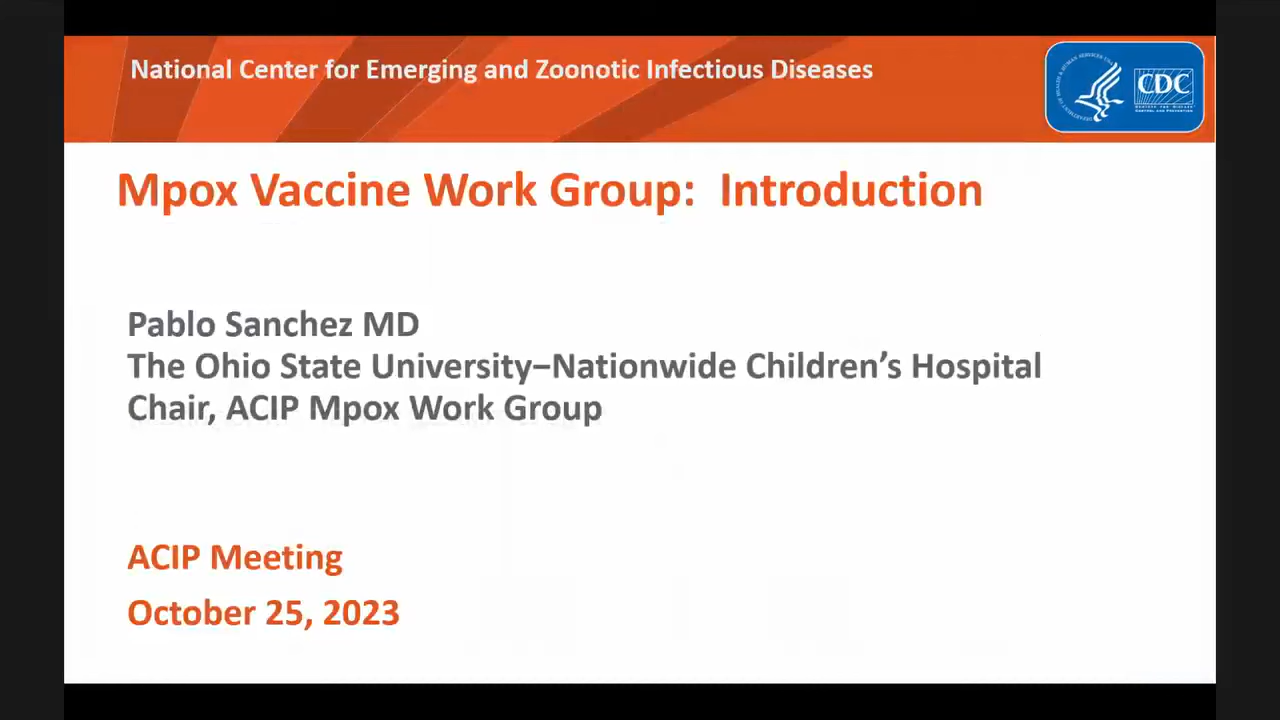 National Center for Emerging and Zoonotic Infectious Diseases
CDC
Mpox Vaccine Work Group:  Introduction
Pablo Sanchez MD
The Ohio State University–Nationwide Children’s Hospital
Chair, ACIP Mpox Work Group
ACIP Meeting
October 25, 2023